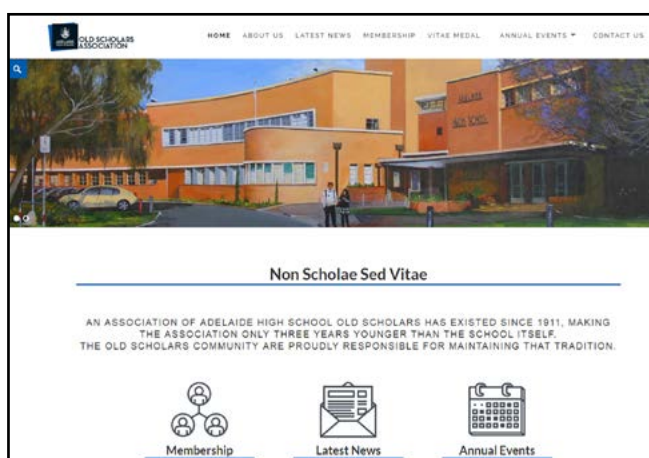 OLD SCHOLARS
ASSOCIATION
HOME ABOUT US LATEST NEWS MEMBERSHIP VITAE MEDAL ANNUAL EVENTS CONTACT US
ADELAIDE
HIGH SCHOOL
Non Scholae Sed Vitae
AN ASSOCIATION OF ADELAIDE HIGH SCHOOL OLD SCHOLARS HAS EXISTED SINCE 1911, MAKING
THE ASSOCIATION ONLY THREE YEARS YOUNGER THAN THE SCHOOL ITSELF.
THE OLD SCHOLARS COMMUNITY ARE PROUDLY RESPONSIBLE FOR MAINTAINING THAT TRADITION.
Membership Latest News Annual Events